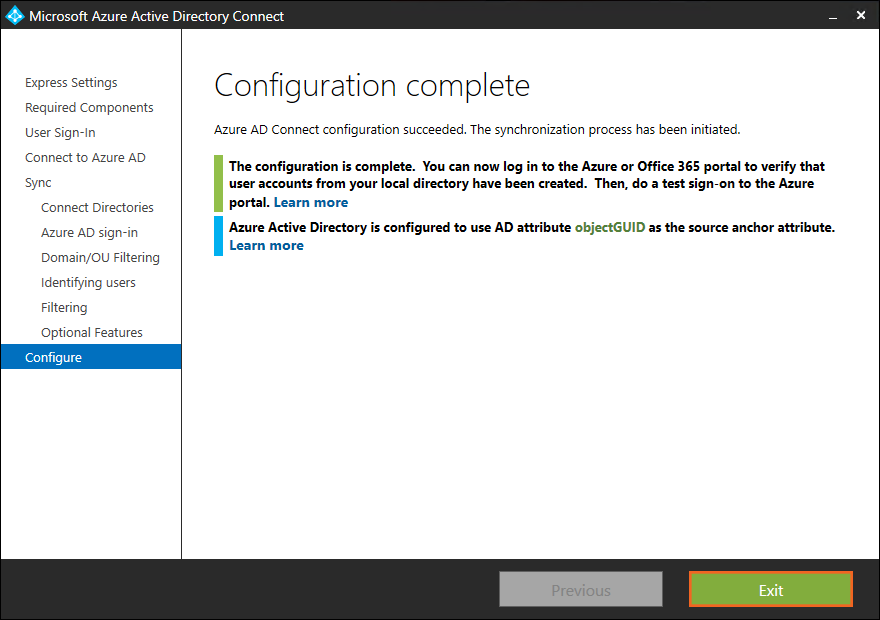 Microsoft Azure Active Directory Connect
Express Settings
Required Components
User Sign-In
Connect to Azure AD
Sync
Connect Directories
Azure AD sign-in
Domain/OU Filtering
Identifying users
Filtering
Optional Features
Configure
Configuration complete
Azure AD Connect configuration succeeded. The synchronization process has been initiated.
The configuration is complete.  You can now log in to the Azure or Office 365 portal to verify that
user accounts from your local directory have been created.  Then, do a test sign-on to the Azure
portal. Learn more
Azure Active Directory is configured to use AD attribute objectGUID as the source anchor attribute.
Learn more
Previous
Exit